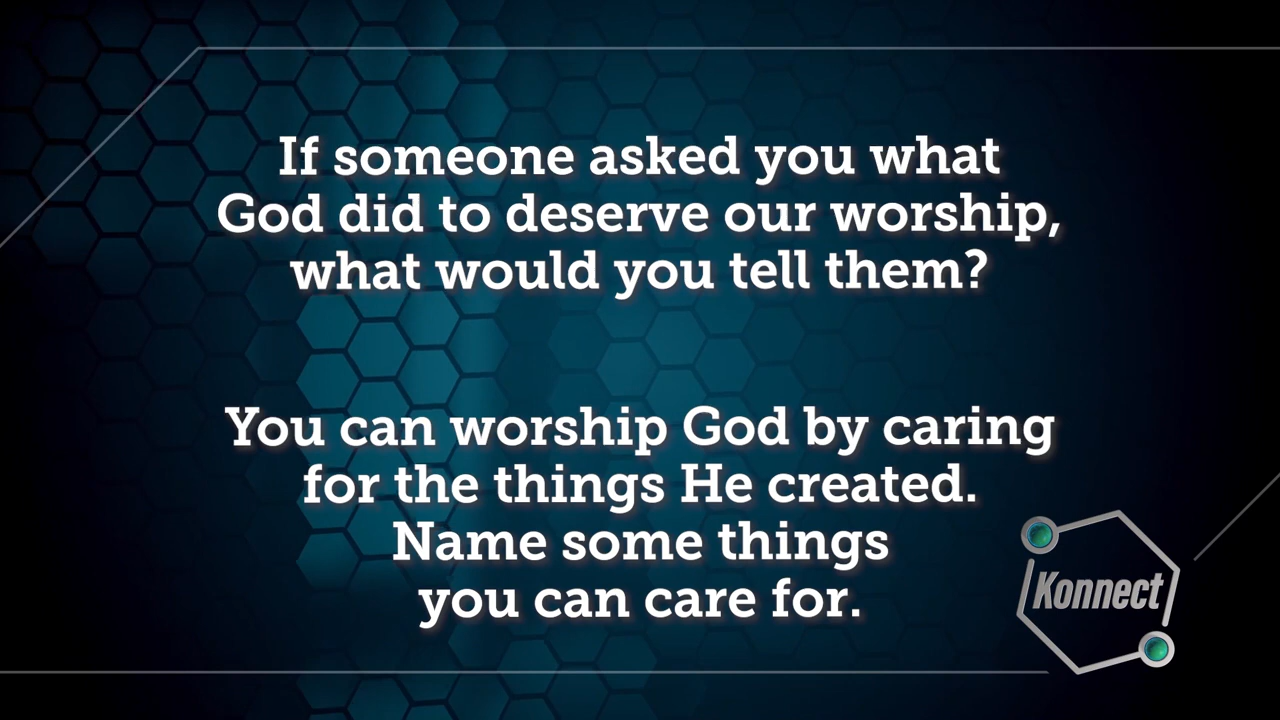 If someone asked you what
God did to deserve our worship,
what would you tell them?
You can worship God by caring
for the things He created.
Name some things
you can care for.
Konnect